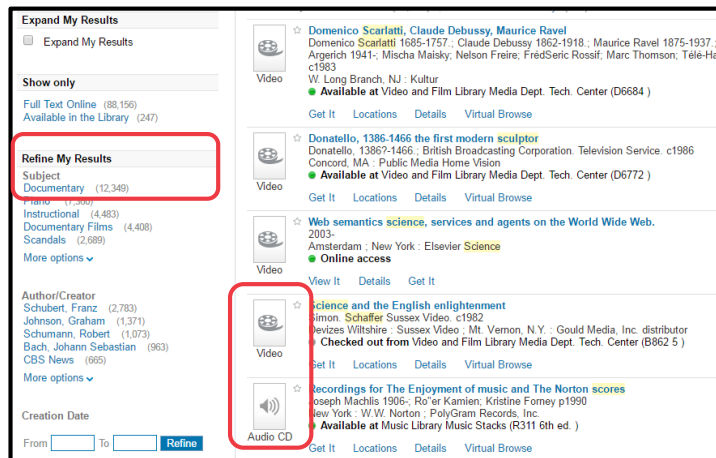 Expand My Results
Expand My Results
Show only
Full Text Online (88,156)
Available in the Library (247)
Refine My Results
Subject
Documentary (12,349)
Piano
Instructional (4,483)
Documentary Films (4,408)
Scandals (2,689)
More options
Author/Creator
Schubert, Franz (2,783)
Johnson, Graham (1,371)
Schumann, Robert (1,073)
Bach, Johann Sebastian (963)
CBS News (665)
More options
Creation Date
From To Refine
Video
Domenico Scarlatti, Claude Debussy, Maurice Ravel
Domenico Scarlatti 1685-1757.; Claude Debussy 1862-1918.; Maurice Ravel 1875-1937.;
Argerich 1941-; Mischa Maisky; Nelson Freire; FrédSeric Rossif; Marc Thomson; Télé-Ha
c1983
W. Long Branch, NJ : Kultur
Available at Video and Film Library Media Dept. Tech. Center (D6684 )
Get It Locations Details Virtual Browse
Video
Donatello, 1386-1466 the first modern sculptor
Donatello, 1386?-1466.; British Broadcasting Corporation. Television Service. c1986
Concord, MA : Public Media Home Vision
Available at Video and Film Library Media Dept. Tech. Center (D6772 )
Get It Locations Details Virtual Browse
Video
Web semantics science, services and agents on the World Wide Web.
2003-
Amsterdam ; New York : Elsevier Science
Online access
View It Details Get It
Video
Science and the English enlightenment
Simon. Schaffer Sussex Video. c1982
Devizes Wiltshire : Sussex Video ; Mt. Vernon, N.Y. : Gould Media, Inc. distributor
Checked out from Video and Film Library Media Dept. Tech. Center (B862 5 )
Get It Locations Details Virtual Browse
Audio CD
Recordings for The Enjoyment of music and The Norton scores
Joseph Machlis 1906-; Ro"er Kamien; Kristine Forney p1990
New York : W.W. Norton ; PolyGram Records, Inc.
Available at Music Library Music Stacks (R311 6th ed. )
Get It Locations Details Virtual Browse